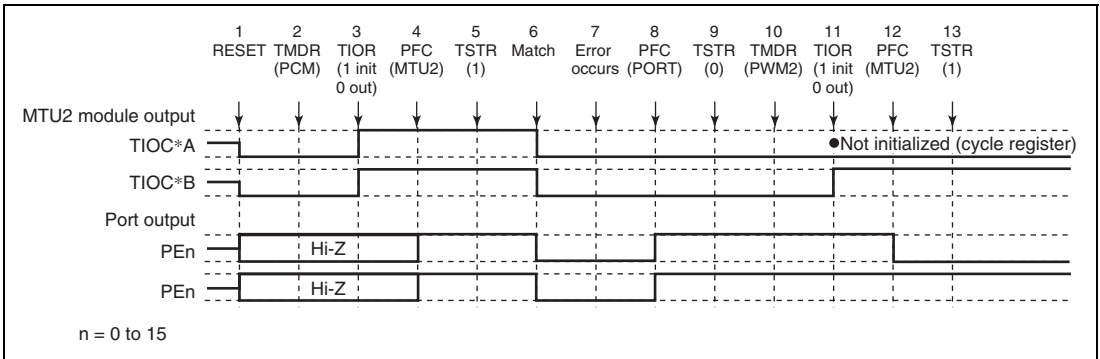 1 2 3 4 5 6 7 8 9 10 11 12 13
RESET TMDR TIOR PFC TSTR Match Error PFC TSTR TMDR TIOR PFC TSTR
(PCM) (1 init (MTU2) (1) occurs (PORT) (0) (PWM2) (1 init (MTU2) (1)
0 out) 0 out)
MTU2 module output
TIOC*A ●Not initialized (cycle register)
TIOC*B
Port output
PEn Hi-Z
PEn Hi-Z
n = 0 to 15